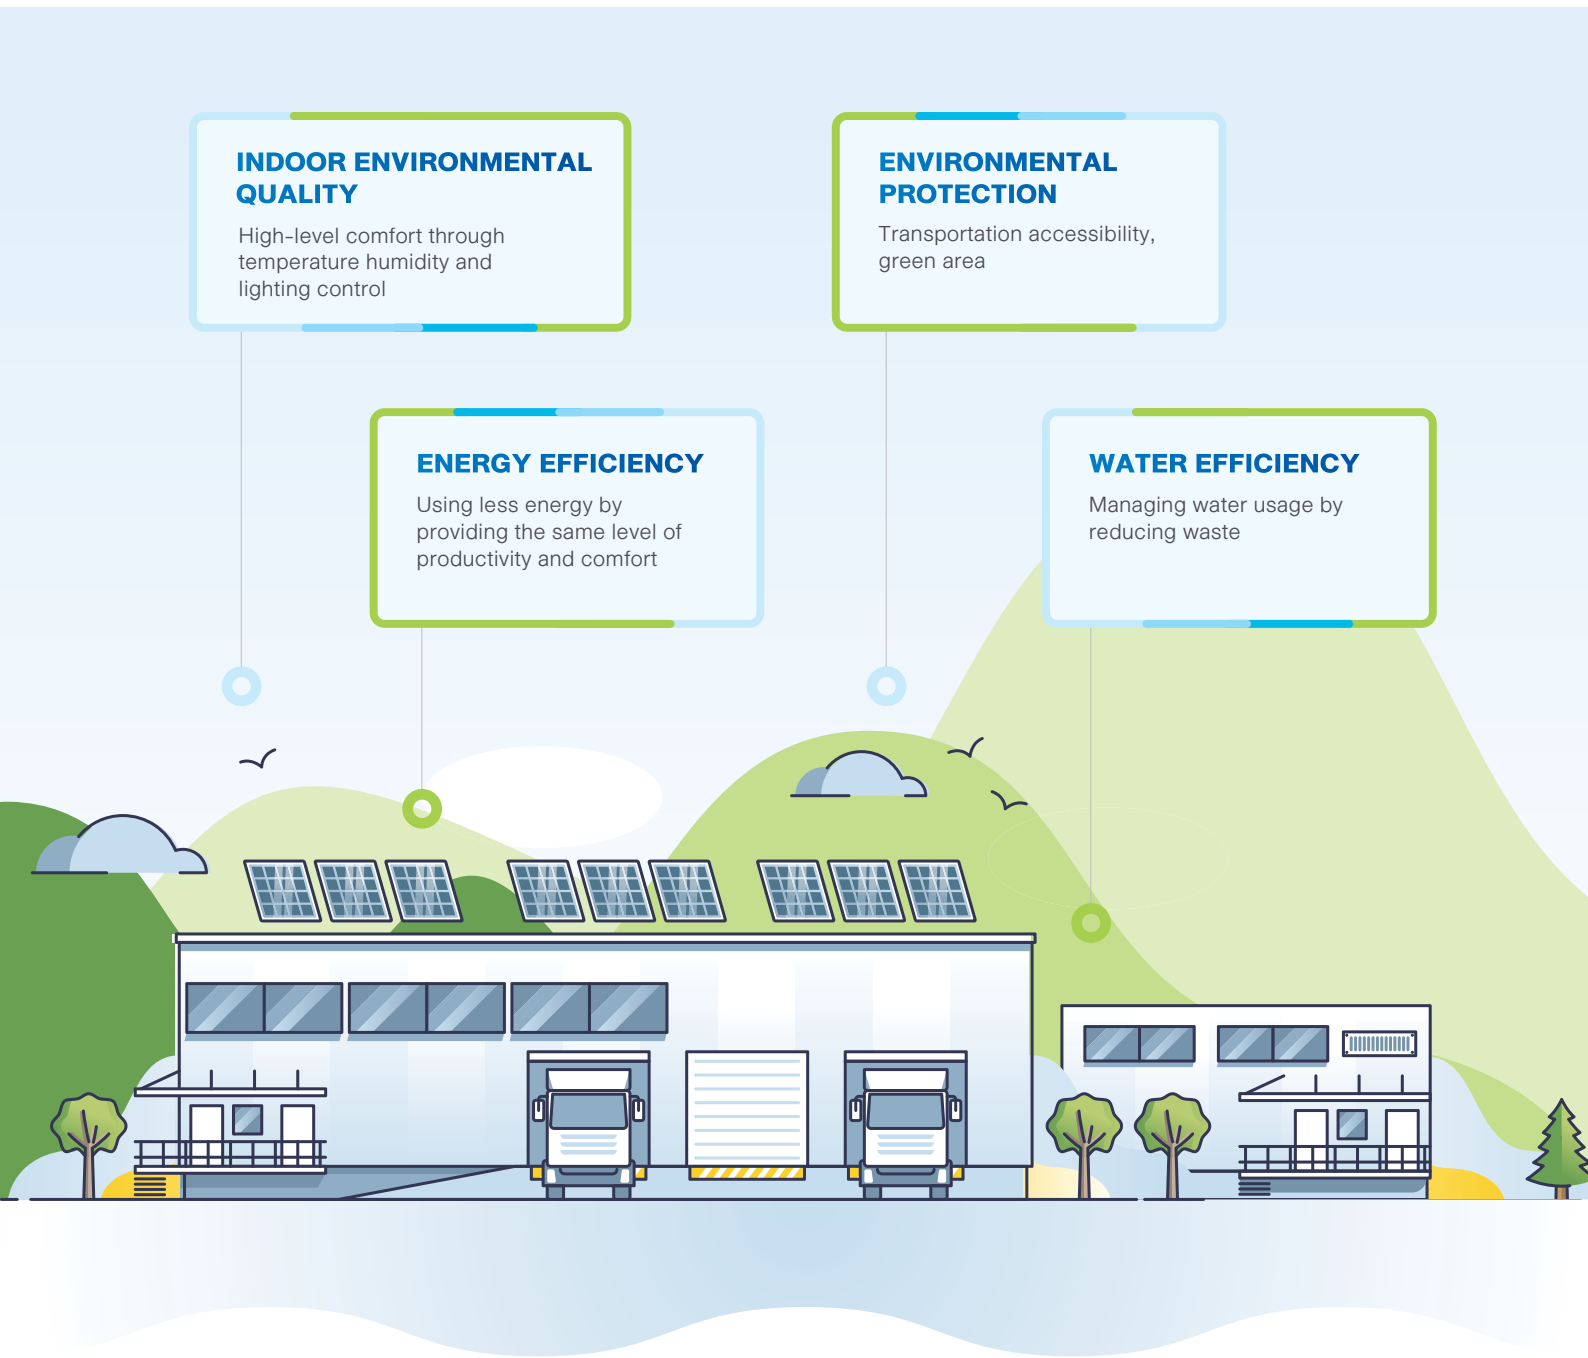 INDOOR ENVIRONMENTAL
QUALITY
High-level comfort through
temperature humidity and
lighting control
ENVIRONMENTAL
PROTECTION
Transportation accessibility,
green area
ENERGY EFFICIENCY
Using less energy by
providing the same level of
productivity and comfort
WATER EFFICIENCY
Managing water usage by
reducing waste